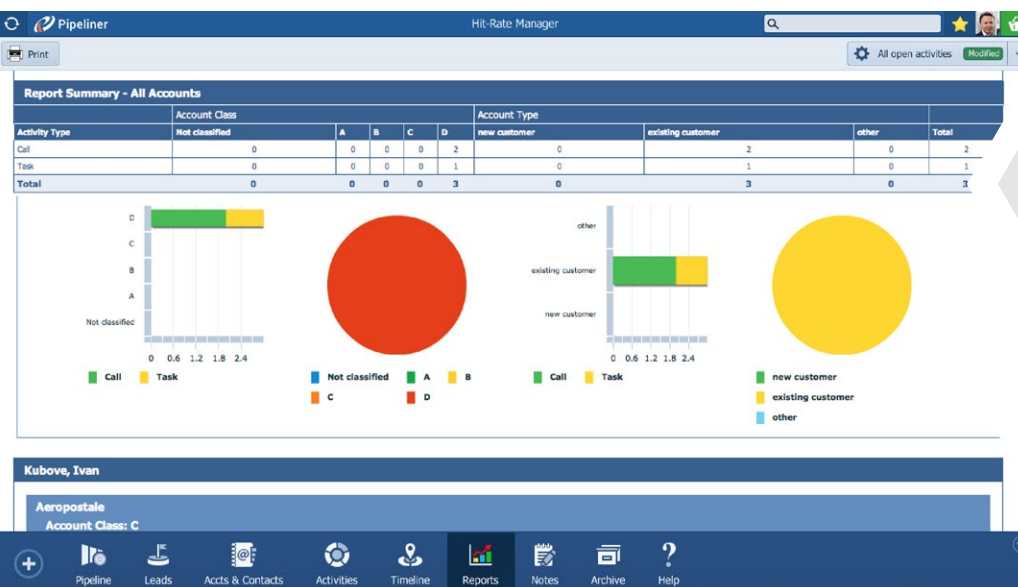 Pipeliner Hit-Rate Manager
Print All open activities Modified
Report Summary - All Accounts
Account Class Account Type
Activity Type Not classified A B C D new customer existing customer other Total
Call 0 0 0 0 2 0 2 0 2
Task 0 0 0 0 1 0 1 0 1
Total 0 0 0 0 3 0 3 0 3
D
C
B
A
Not classified
0 0.6 1.2 1.8 2.4
Call Task
Not classified A B
C D
other
existing customer
new customer
0 0.6 1.2 1.8 2.4
Call Task
new customer
existing customer
other
Kubove, Ivan
Aeropostale
Account Class: C
Pipeline Leads Accts & Contacts Activities Timeline Reports Notes Archive Help